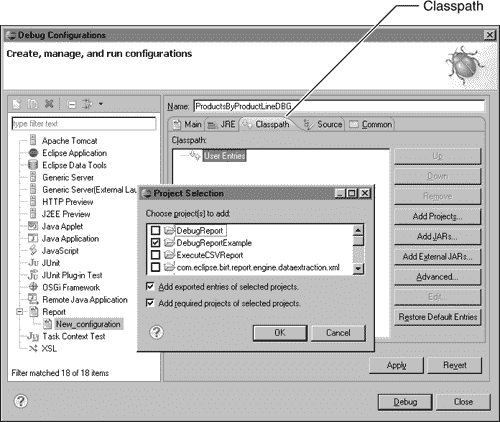 Classpath
Debug Configurations
Create, manage, and run configurations
type filter text
Apache Tomcat
Eclipse Application
Eclipse Data Tools
Generic Server
Generic Server(External Lau
HTTP Preview
J2EE Preview
Java Applet
Java Application
JavaScript
JUnit
JUnit Plug-in Test
OSGi Framework
Remote Java Application
Report
New_configuration
Task Context Test
XSL
Filter matched 18 of 18 items
Name: ProductsByProductLineDBG
Main JRE Classpath Source Common
Classpath:
User Entries
Up
Down
Remove
Add Projects...
Add JARs...
Add External JARs...
Advanced...
Edit...
Restore Default Entries
Project Selection
Choose project(s) to add:
DebugReport
DebugReportExample
ExecuteCSVReport
com.eclipse.birt.report.engine.dataextraction.xml
Add exported entries of selected projects.
Add required projects of selected projects.
OK Cancel
Apply Revert
Debug Close